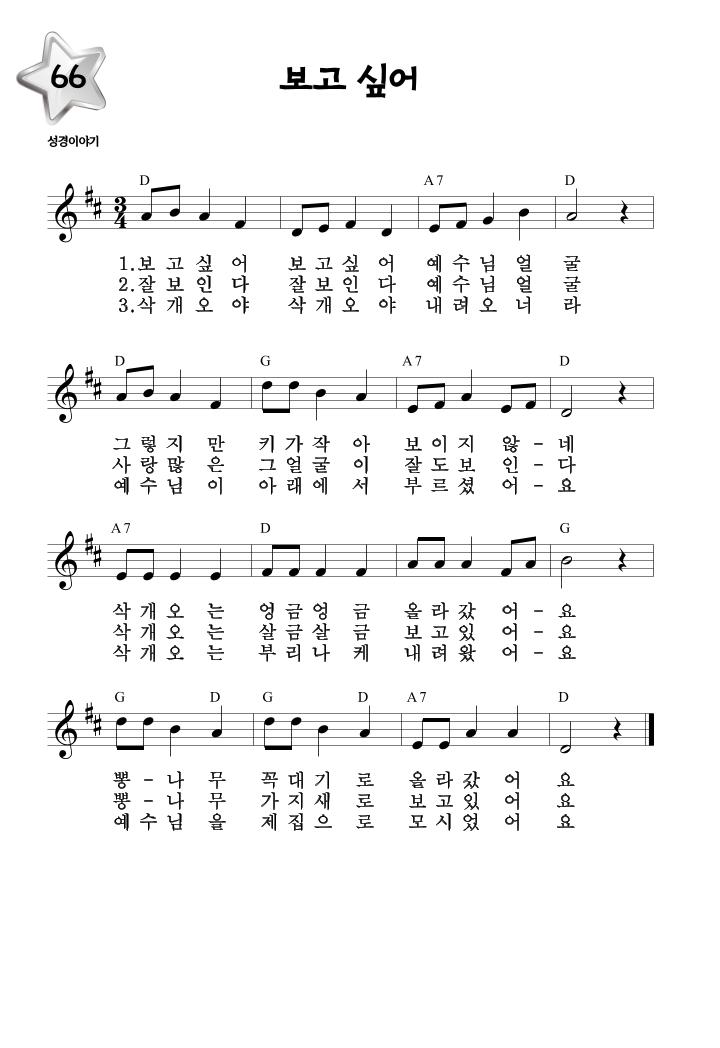 66
보고 싶어
성경이야기
D A7 D
3
4
1.보 고 싶 어 보 고 싶 어 예 수 님 얼 굴
2.잘 보 인 다 잘 보 인 다 예 수 님 얼 굴
3.삭 개 오 야 삭 개 오 야 내 려 오 너 라
D G A7 D
그 렇 지 만 키 가 작 아 보 이 지 않 - 네
사 랑 많 은 그 얼 굴 이 잘 도 보 인 - 다
예 수 님 이 아 래 에 서 부 르 셨 어 - 요
A7 D G
삭 개 오 는 엉 금 엉 금 올 라 갔 어 - 요
삭 개 오 는 살 금 살 금 보 고 있 어 - 요
삭 개 오 는 부 리 나 케 내 려 왔 어 - 요
G D G D A7 D
뽕 - 나 무 꼭 대 기 로 올 라 갔 어 요
뽕 - 나 무 가 지 새 로 보 고 있 어 요
예 수 님 을 제 집 으 로 모 시 었 어 요